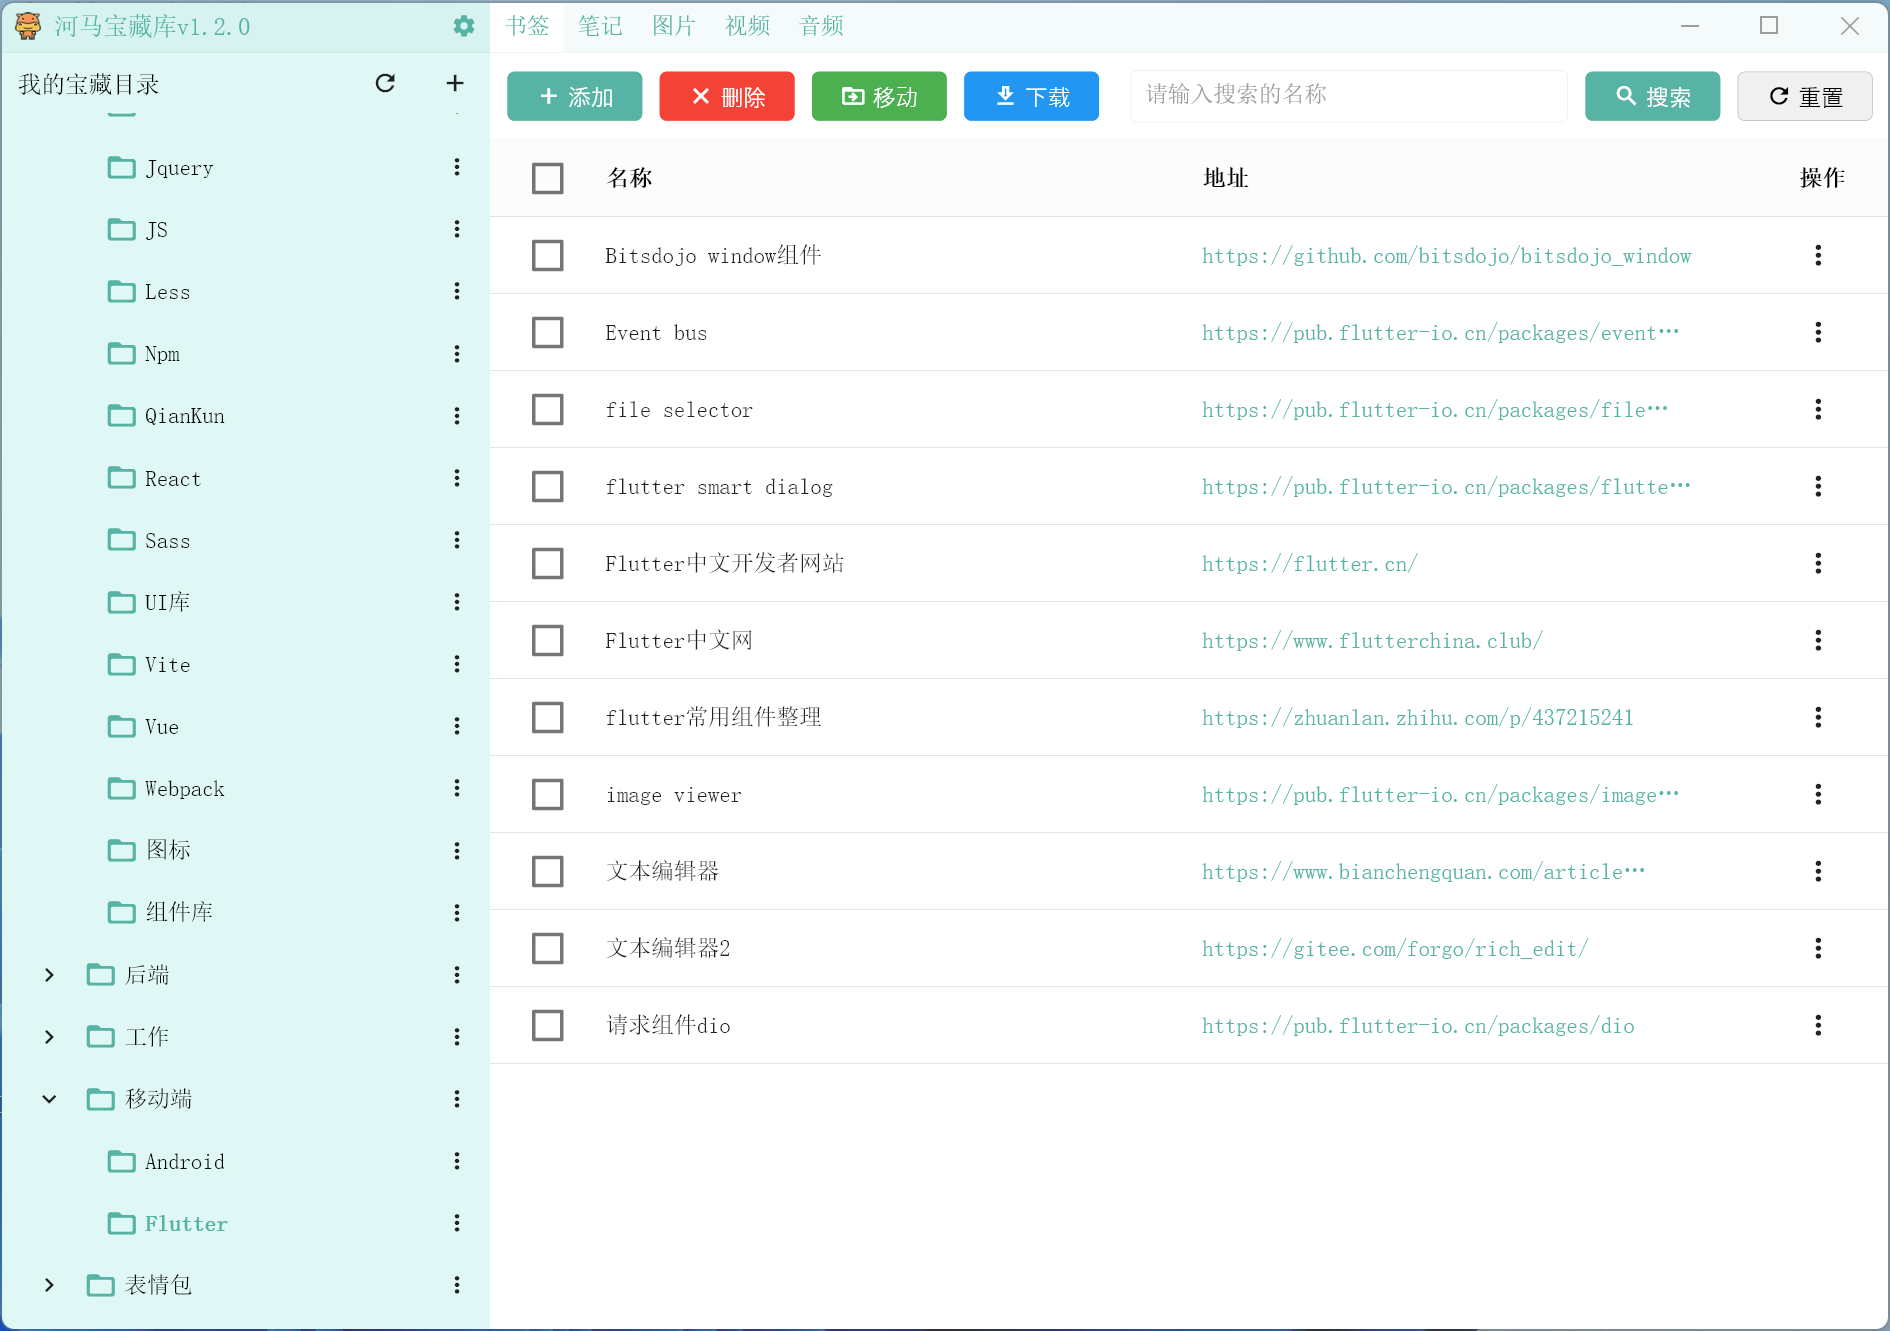 河马宝藏库v1.2.0
书签 笔记 图片 视频 音频
我的宝藏目录
添加 删除 移动 下载 请输入搜索的名称 搜索 重置
Jquery
JS
Less
Npm
QianKun
React
Sass
UI库
Vite
Vue
Webpack
图标
组件库
后端
工作
移动端
Android
Flutter
表情包
名称 地址 操作
Bitsdojo window组件 https://github.com/bitsdojo/bitsdojo_window
Event bus https://pub.flutter-io.cn/packages/event…
file selector https://pub.flutter-io.cn/packages/file…
flutter smart dialog https://pub.flutter-io.cn/packages/flutte…
Flutter中文开发者网站 https://flutter.cn/
Flutter中文网 https://www.flutterchina.club/
flutter常用组件整理 https://zhuanlan.zhihu.com/p/437215241
image viewer https://pub.flutter-io.cn/packages/image…
文本编辑器 https://www.bianchengquan.com/article…
文本编辑器2 https://gitee.com/forgo/rich_edit/
请求组件dio https://pub.flutter-io.cn/packages/dio